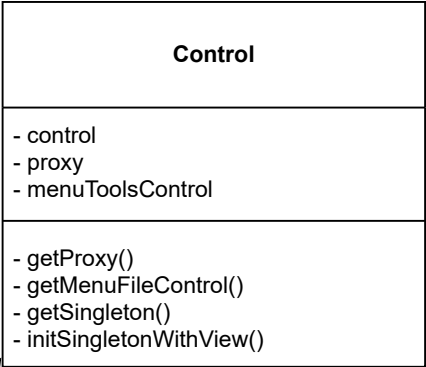 Control
- control
- proxy
- menuToolsControl
- getProxy()
- getMenuFileControl()
- getSingleton()
- initSingletonWithView()